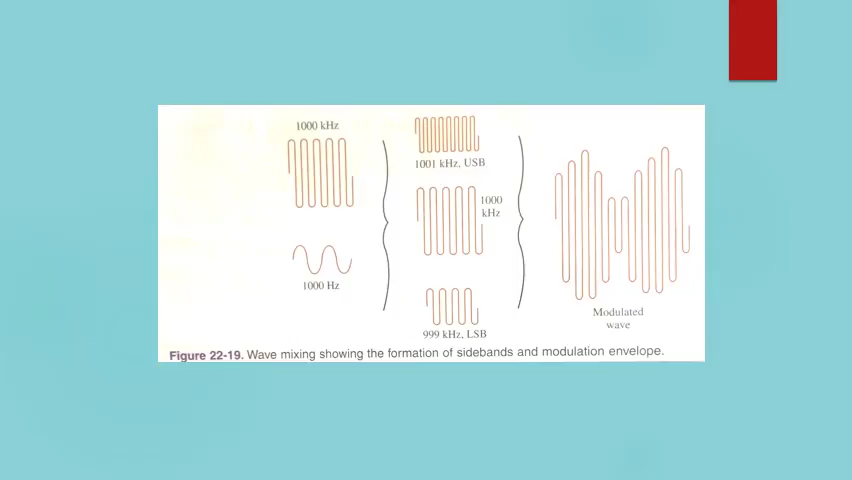 1000 kHz
1000 Hz
1001 kHz, USB
1000
kHz
999 kHz, LSB
Modulated
wave
Figure 22-19. Wave mixing showing the formation of sidebands and modulation envelope.